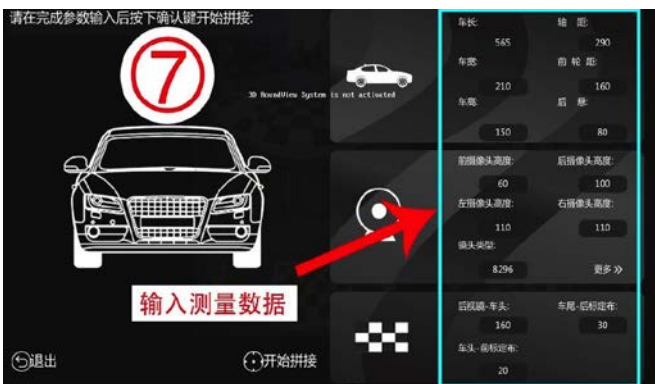 请在完成参数输入后按下确认键开始拼接:
⑦
3D RoundView System is not activated
输入测量数据
退出
开始拼接
车长: 轴 距:
565 290
车宽: 前 轮 距:
210 160
车高: 后 悬:
150 80
前摄像头高度: 后摄像头高度:
60 100
左摄像头高度: 右摄像头高度:
110 110
镜头类型:
8296 更多 »
后视镜-车头: 车尾-后标定布:
160 30
车头-前标定布:
20